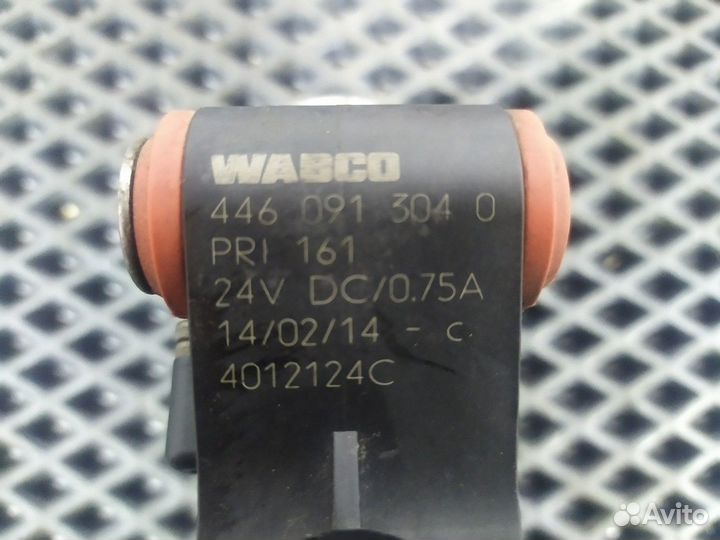 WABCO
446 091 304 0
PRI 161
24V DC/0.75A
14/02/14 - c.
4012124C
Avito